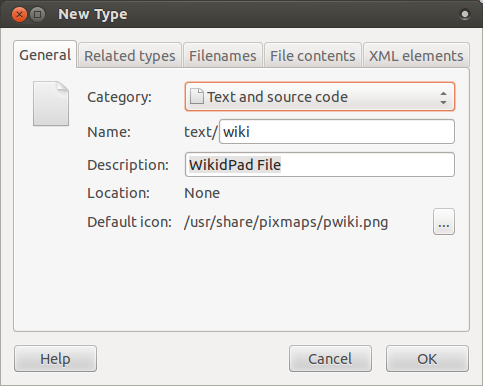 New Type
General Related types Filenames File contents XML elements
Category: Text and source code
Name: text/wiki
Description: WikidPad File
Location: None
Default icon: /usr/share/pixmaps/pwiki.png ...
Help Cancel OK